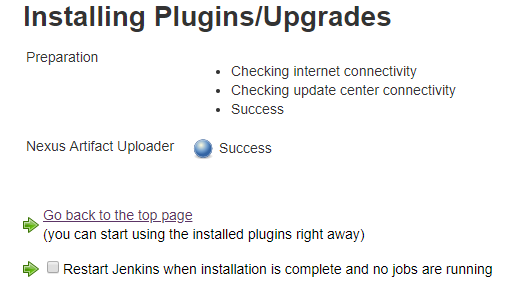 Installing Plugins/Upgrades
Preparation
Checking internet connectivity
Checking update center connectivity
Success
Nexus Artifact Uploader Success
Go back to the top page
(you can start using the installed plugins right away)
Restart Jenkins when installation is complete and no jobs are running